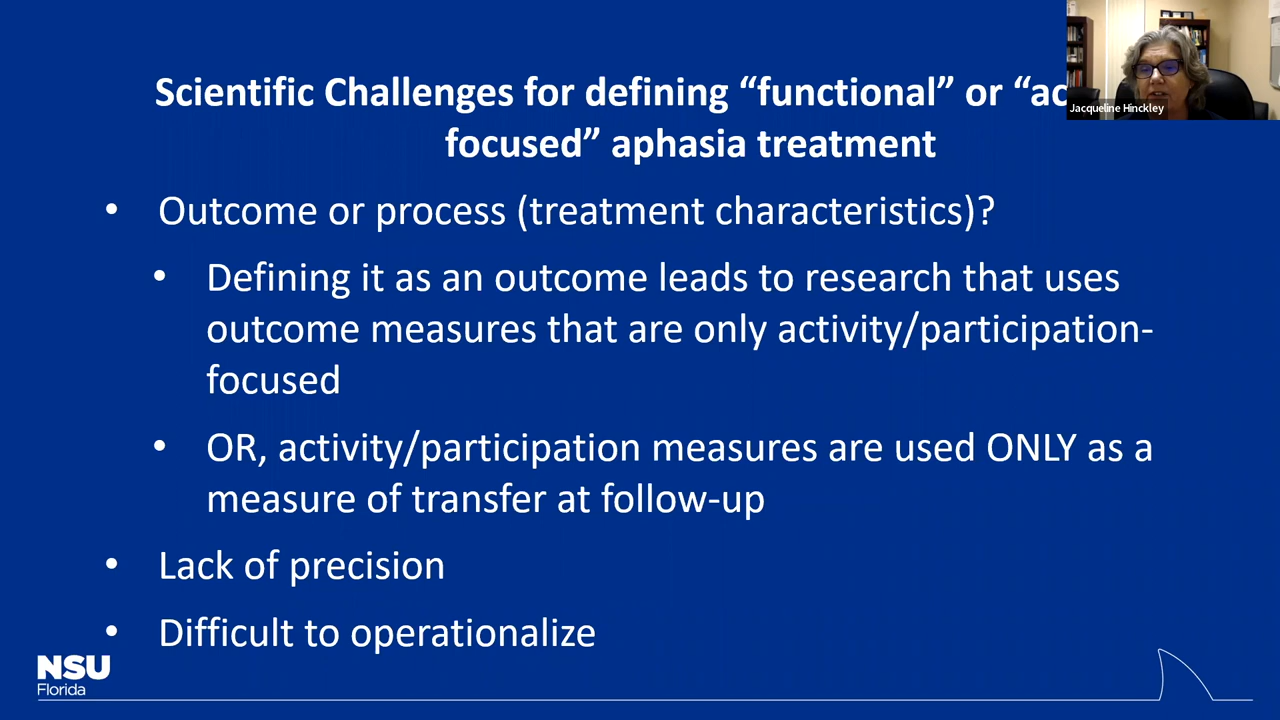 Scientific Challenges for defining “functional” or “ac
Jacqueline Hinckley
focused” aphasia treatment
• Outcome or process (treatment characteristics)?
• Defining it as an outcome leads to research that uses
outcome measures that are only activity/participation-
focused
• OR, activity/participation measures are used ONLY as a
measure of transfer at follow-up
• Lack of precision
• Difficult to operationalize
NSU
Florida